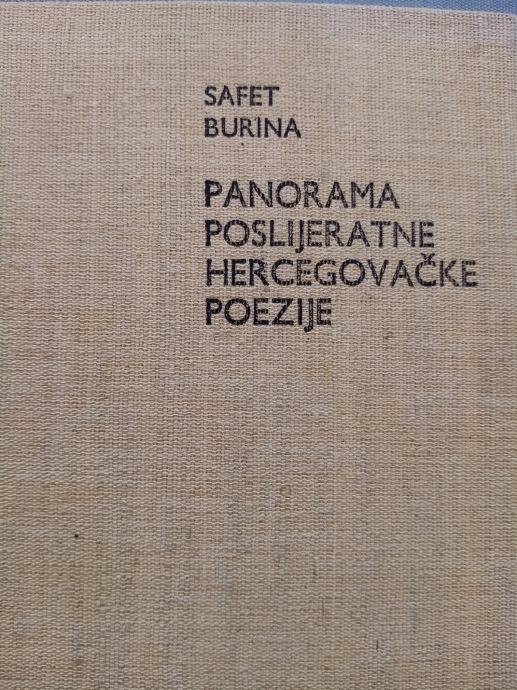 SAFET
BURINA
PANORAMA
POSLIJERATNE
HERCEGOVAČKE
POEZIJE